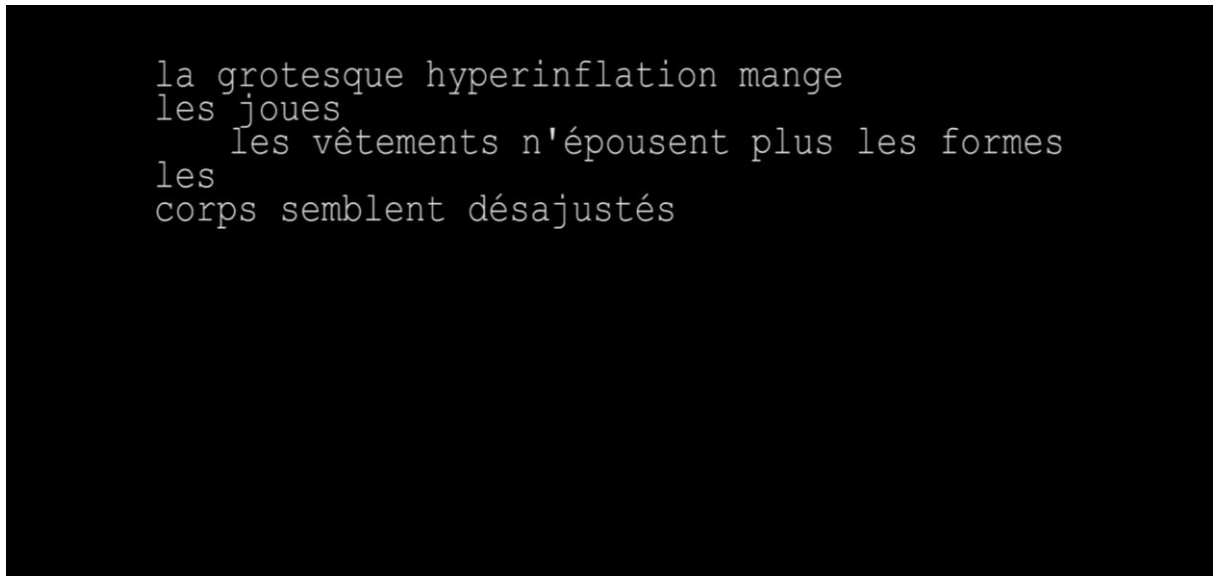 la grotesque hyperinflation mange
les joues
les vêtements n'épousent plus les formes
les
corps semblent désajustés